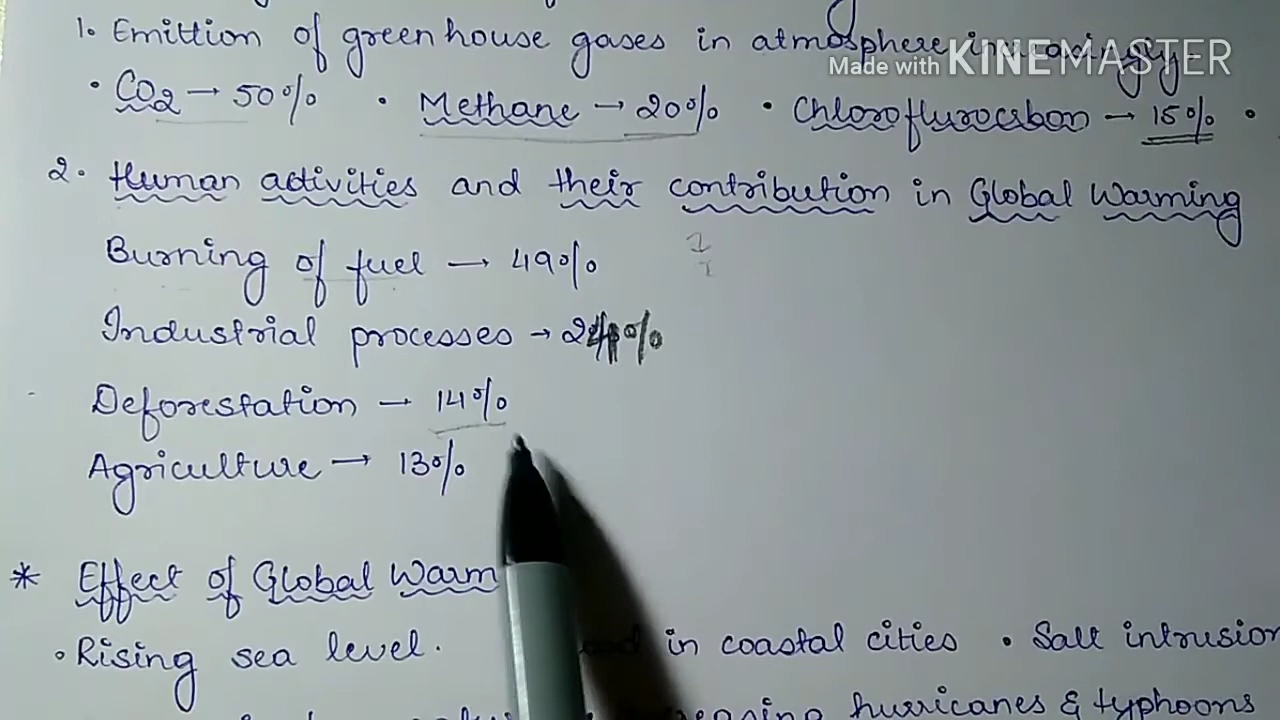 1. Emittion of greenhouse gases in atmosphere
Made with KINEMASTER
• CO2 → 50% • Methane → 20% • Chloroflurocarbon → 15% •
2. Human activities and their contribution in Global Warming
Burning of fuel → 49%
Industrial processes → 24%
Deforestation → 14%
Agriculture → 13%
* Effect of Global Warm
• Rising sea level. in coastal cities • Salt intrusion
hurricanes & typhoons